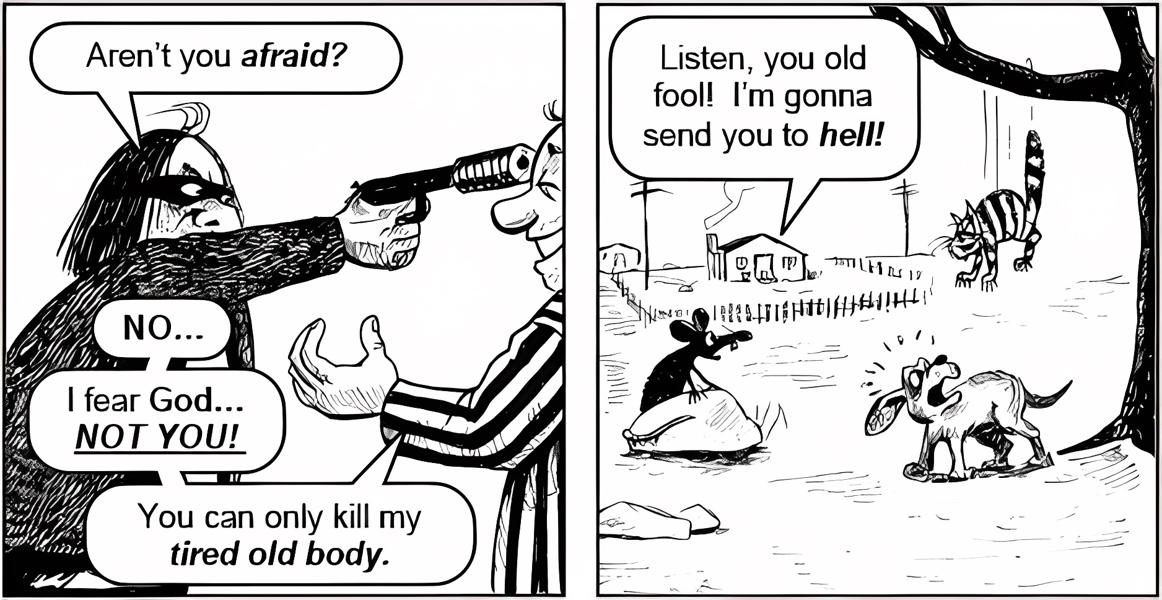 Aren't you afraid?
NO...
I fear God...
NOT YOU!
You can only kill my
tired old body.
Listen, you old
fool! I'm gonna
send you to hell!